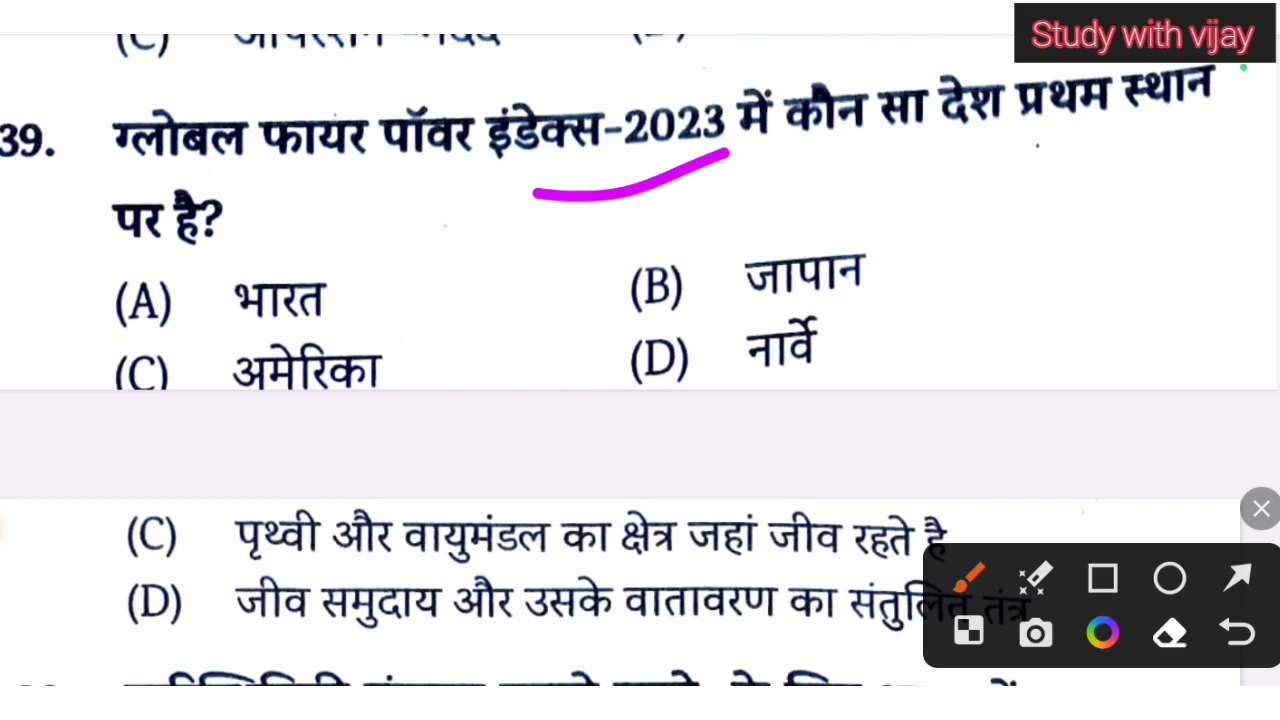 Study with vijay
(C)
39. ग्लोबल फायर पॉवर इंडेक्स-2023 में कौन सा देश प्रथम स्थान
पर है?
(A) भारत (B) जापान
(C) अमेरिका (D) नार्वे
(C) पृथ्वी और वायुमंडल का क्षेत्र जहां जीव रहते है
(D) जीव समुदाय और उसके वातावरण का संतुलित तंत्र